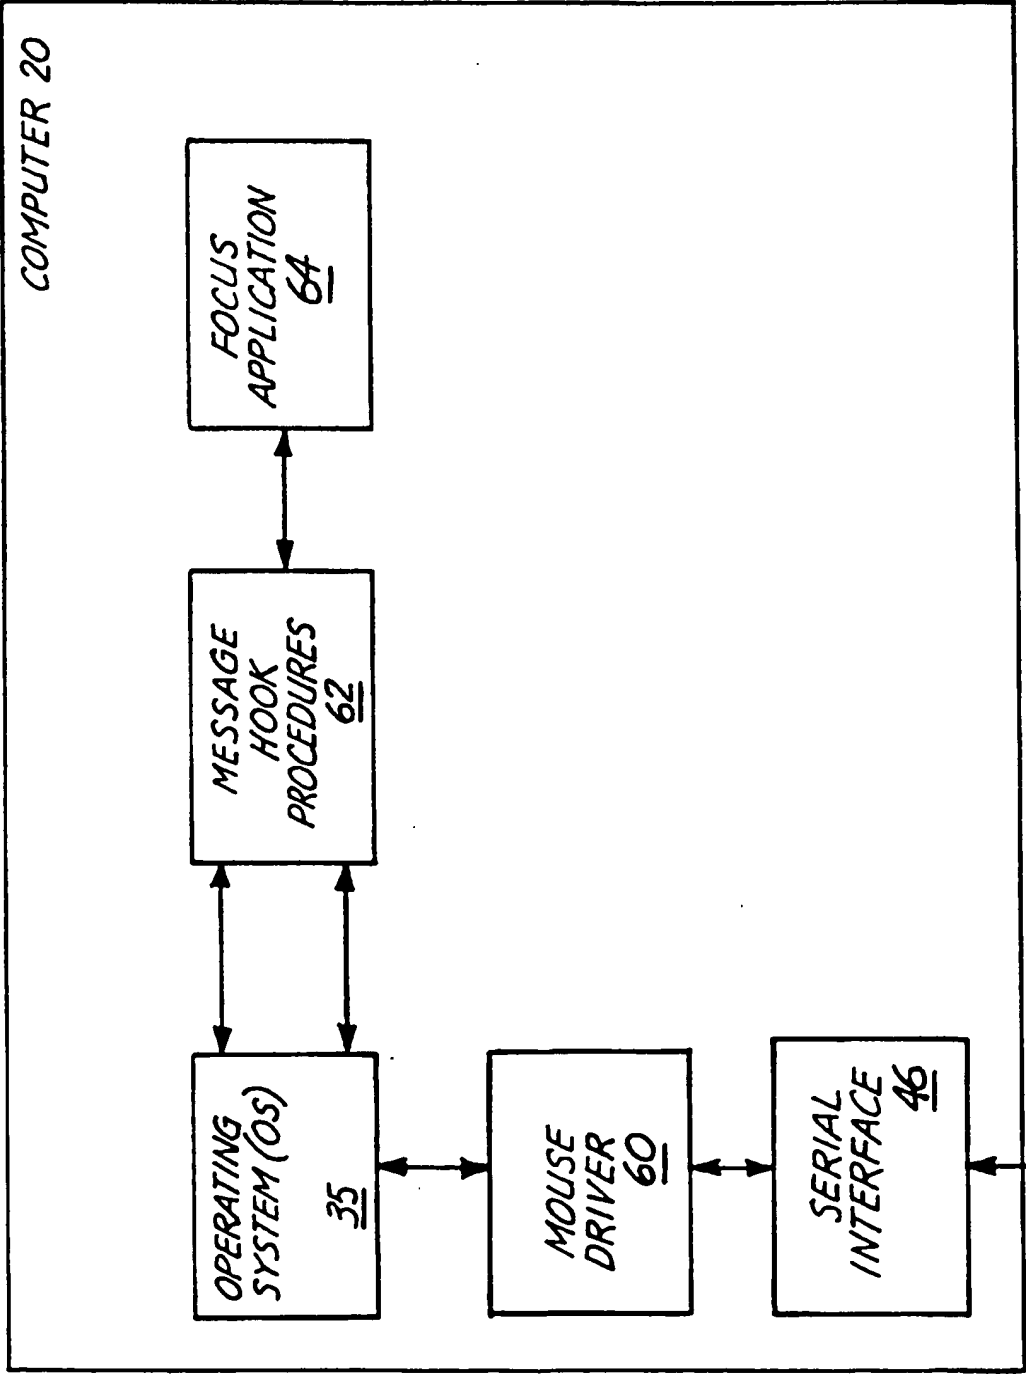 COMPUTER 20
OPERATING
SYSTEM (OS)
35
MESSAGE
HOOK
PROCEDURES
62
FOCUS
APPLICATION
64
MOUSE
DRIVER
60
SERIAL
INTERFACE
46